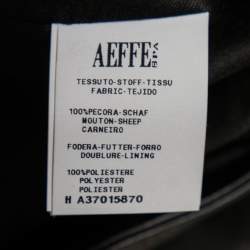 AEFFE SPA
TESSUTO-STOFF-TISSU
FABRIC-TEJIDO
100%PECORA-SCHAF
MOUTON-SHEEP
CARNEIRO
FODERA-FUTTER-FORRO
DOUBLURE-LINING
100%POLIESTERE
POLYESTER
POLIESTER
H A37015870